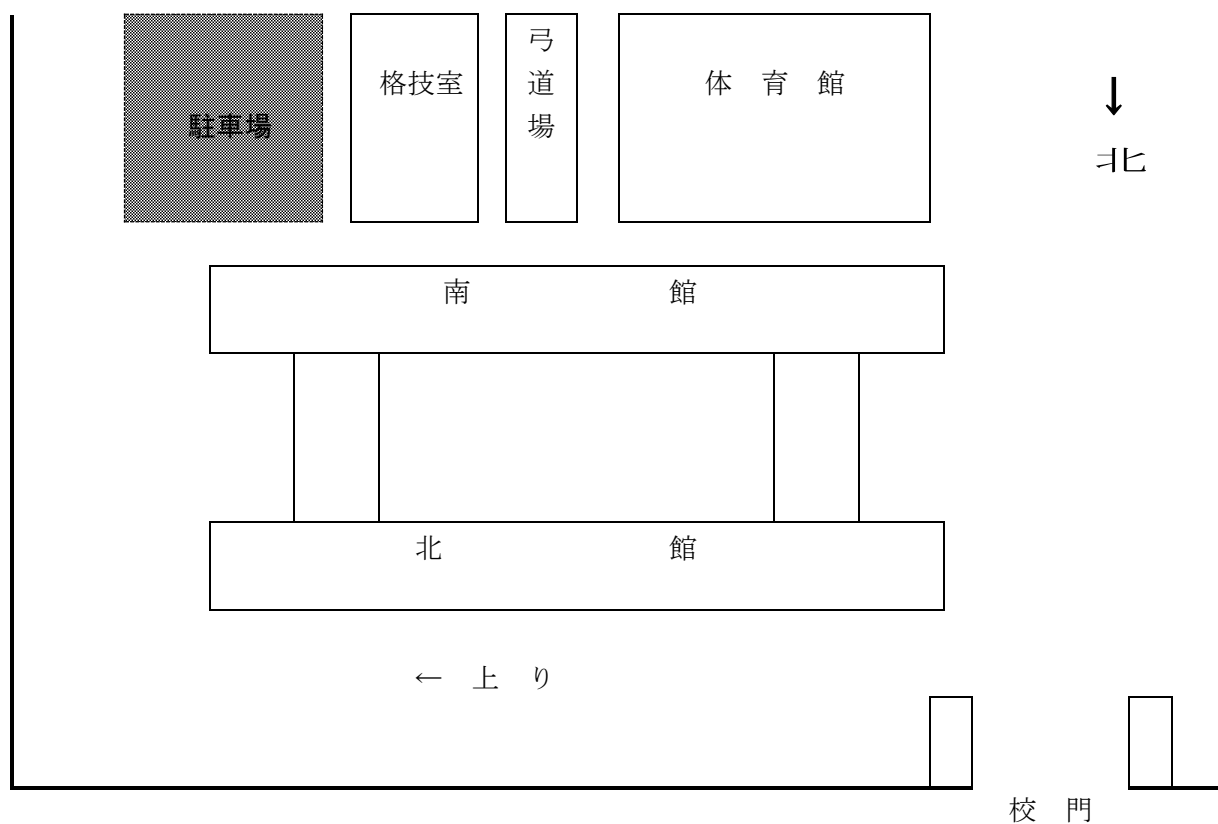 駐車場
格技室
弓道場
体 育 館
↓
北
南 館
北 館
← 上 り
校 門